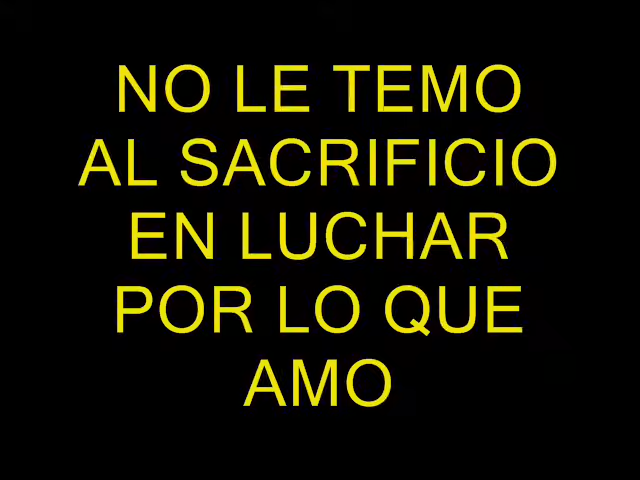 NO LE TEMO
AL SACRIFICIO
EN LUCHAR
POR LO QUE
AMO